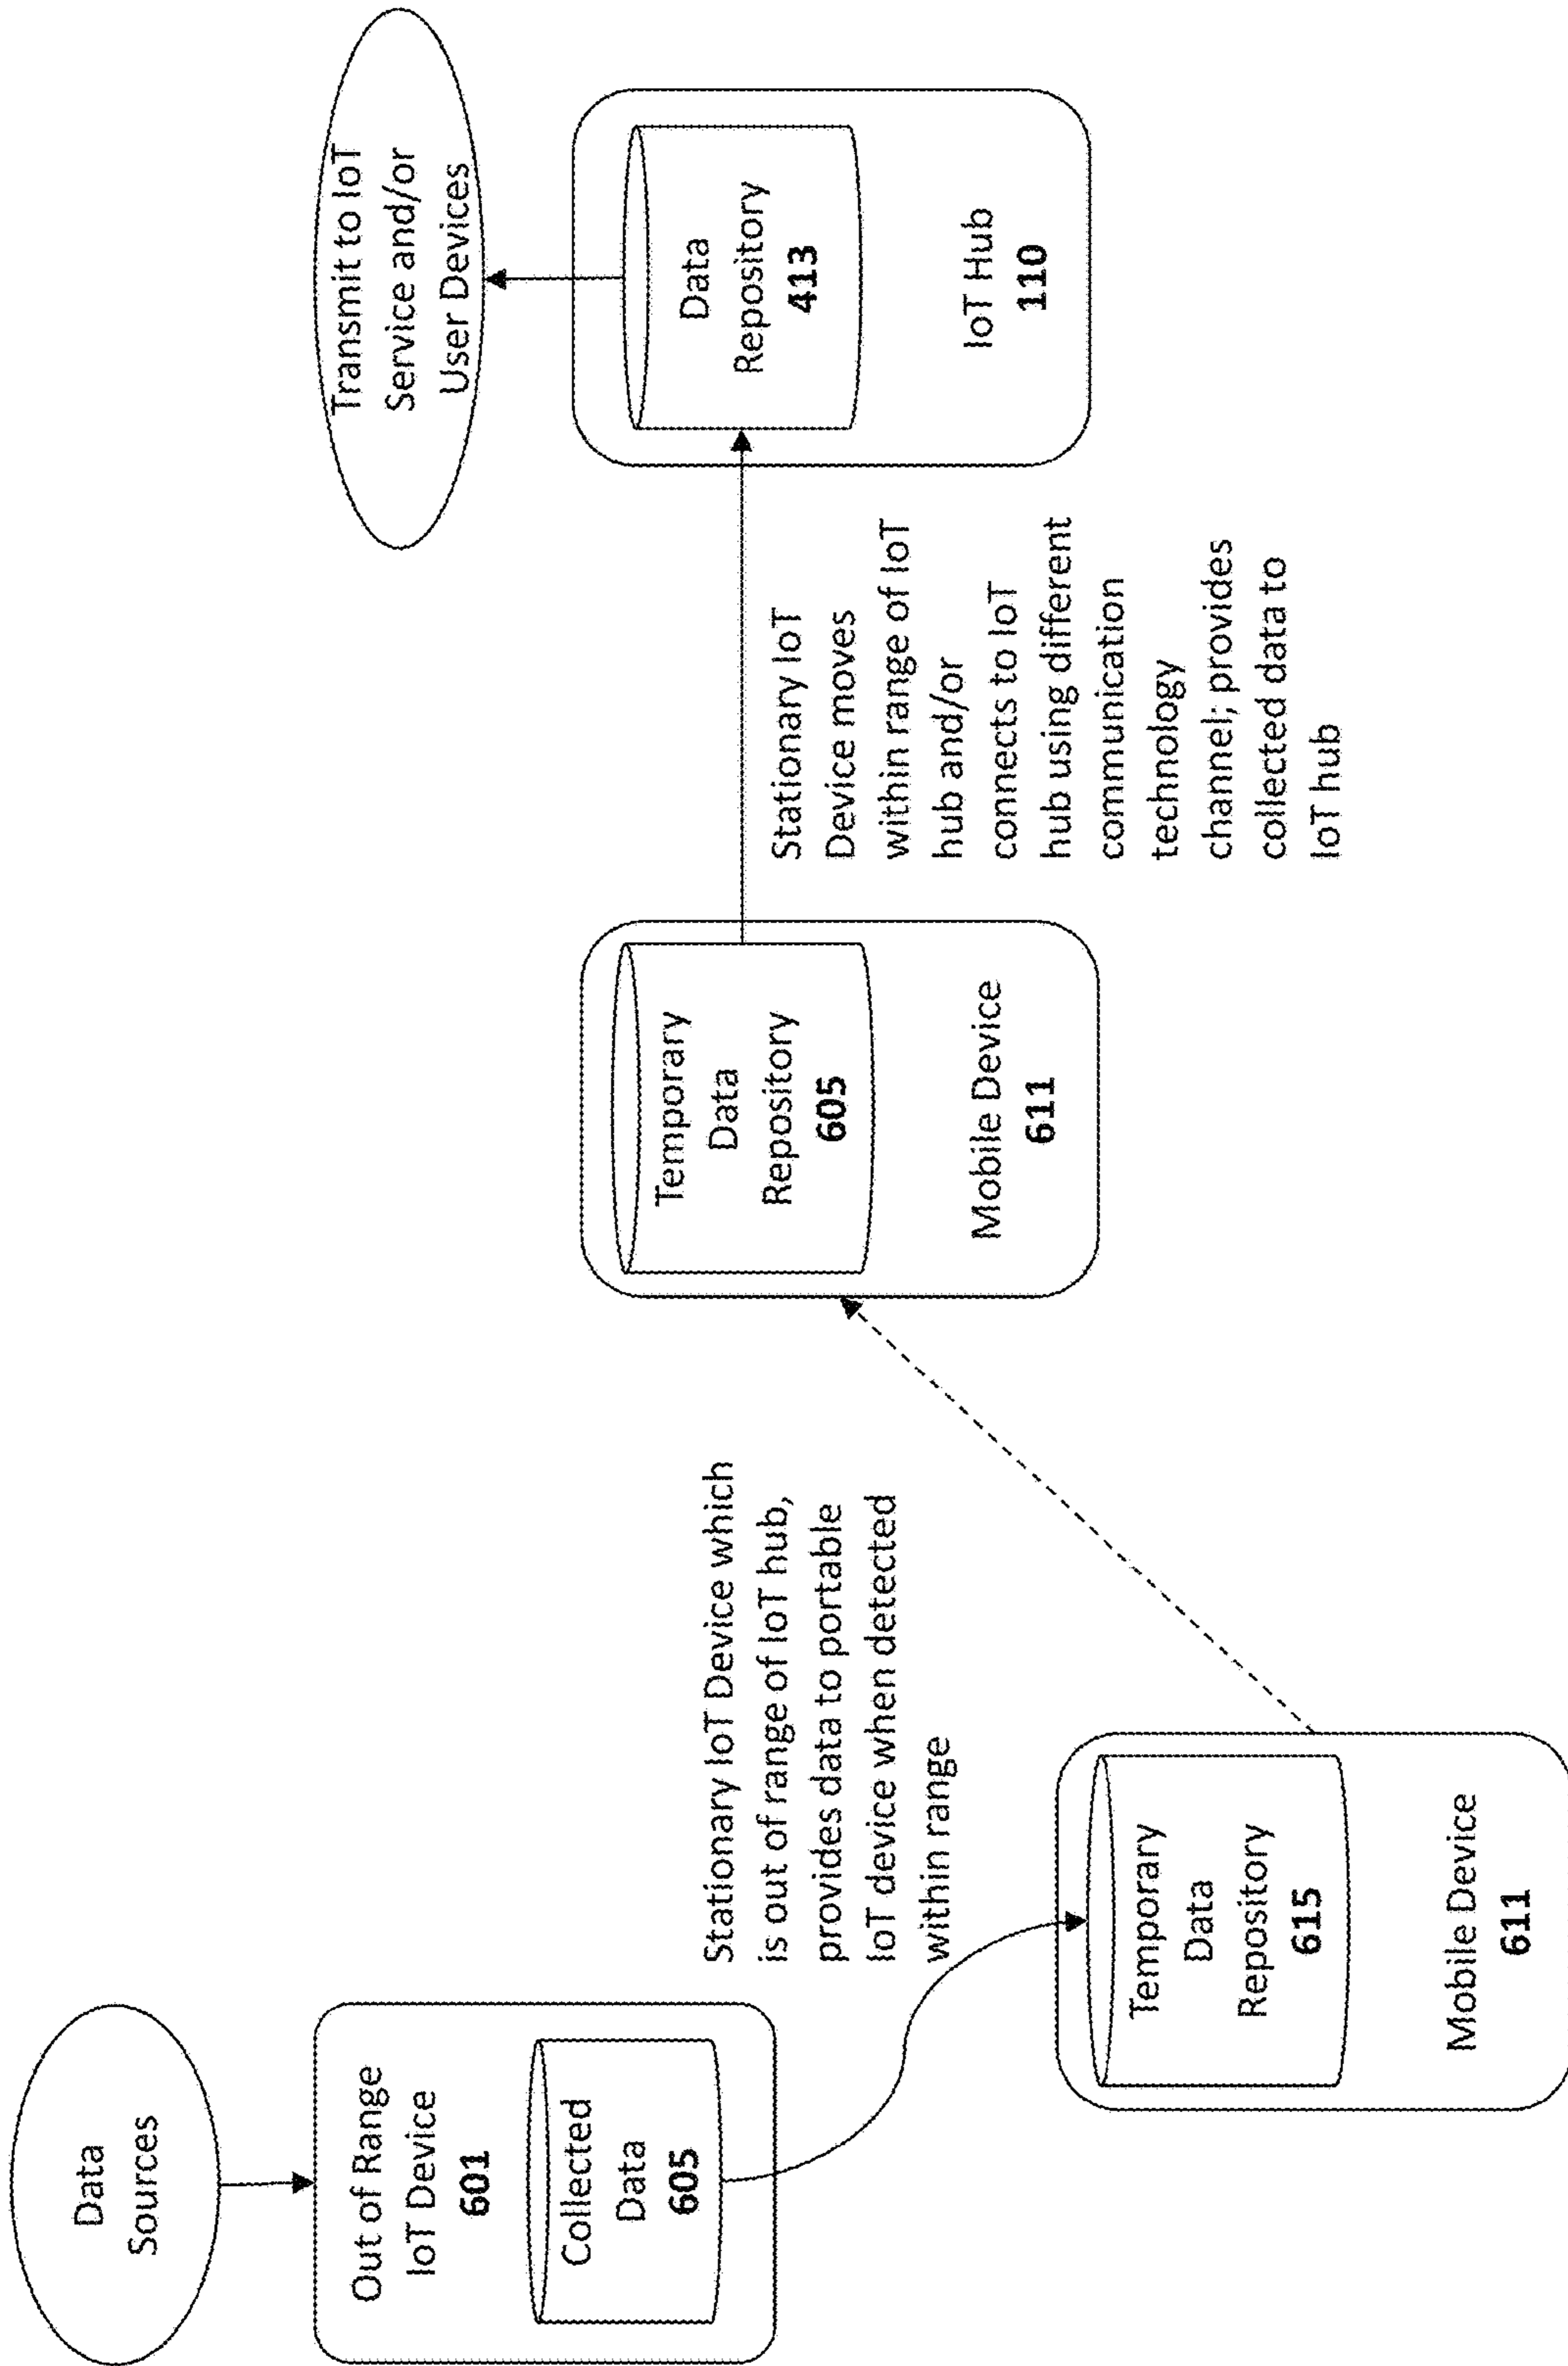 Data
Sources
Out of Range
IoT Device
601
Collected
Data
605
Stationary IoT Device which
is out of range of IoT hub,
provides data to portable
IoT device when detected
within range
Temporary
Data
Repository
615
Mobile Device
611
Temporary
Data
Repository
605
Mobile Device
611
Stationary IoT
Device moves
within range of IoT
hub and/or
connects to IoT
hub using different
communication
technology
channel; provides
collected data to
IoT hub
Transmit to IoT
Service and/or
User Devices
Data
Repository
413
IoT Hub
110